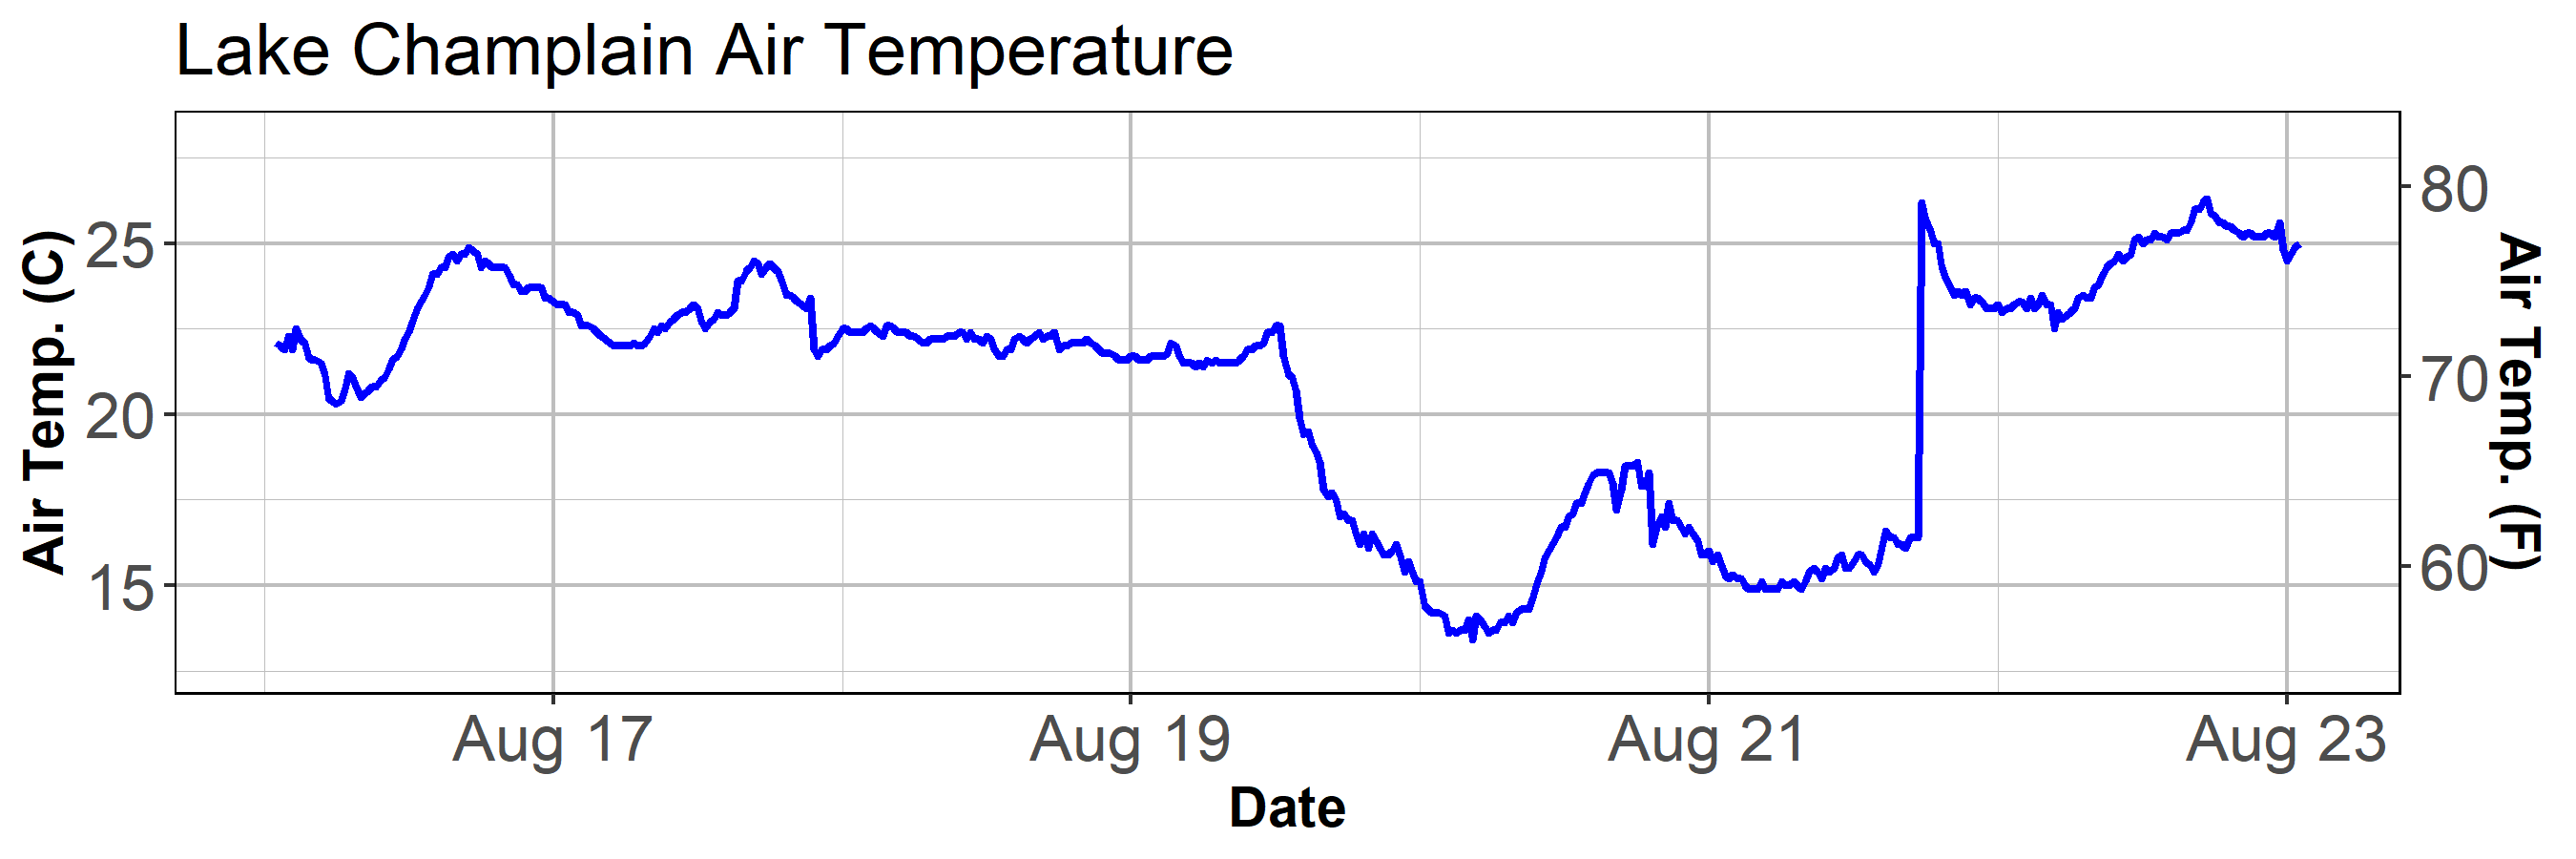 Lake Champlain Air Temperature
Air Temp. (C)
25
20
15
80
70
60
Air Temp. (F)
Aug 17
Aug 19
Aug 21
Aug 23
Date